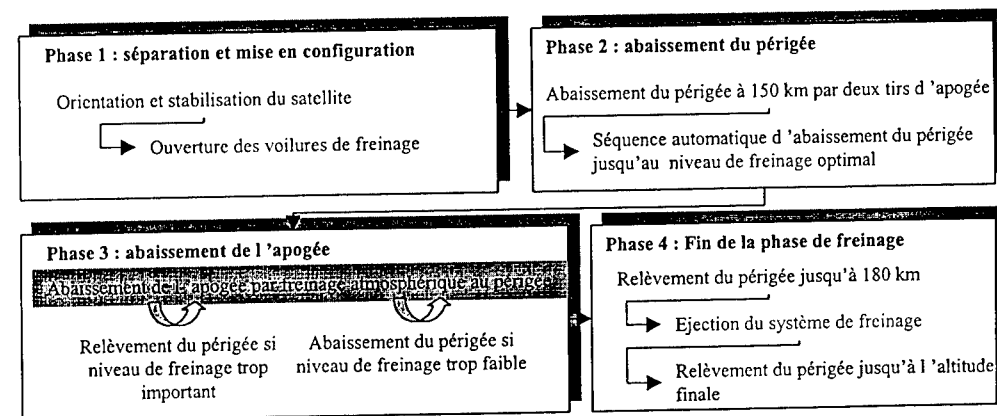 Phase 1 : séparation et mise en configuration
Orientation et stabilisation du satellite
Ouverture des voilures de freinage
Phase 2 : abaissement du périgée
Abaissement du périgée à 150 km par deux tirs d 'apogée
Séquence automatique d 'abaissement du périgée
jusqu'au niveau de freinage optimal
Phase 3 : abaissement de l 'apogée
Abaissement de l 'apogée par freinage atmosphérique au périgée
Relèvement du périgée si
niveau de freinage trop
important
Abaissement du périgée si
niveau de freinage trop faible
Phase 4 : Fin de la phase de freinage
Relèvement du périgée jusqu'à 180 km
Ejection du système de freinage
Relèvement du périgée jusqu'à l 'altitude
finale